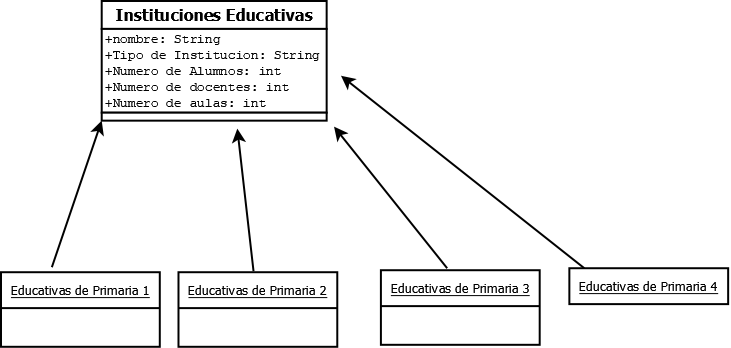 Instituciones Educativas
+nombre: String
+Tipo de Institucion: String
+Numero de Alumnos: int
+Numero de docentes: int
+Numero de aulas: int
Educativas de Primaria 1
Educativas de Primaria 2
Educativas de Primaria 3
Educativas de Primaria 4